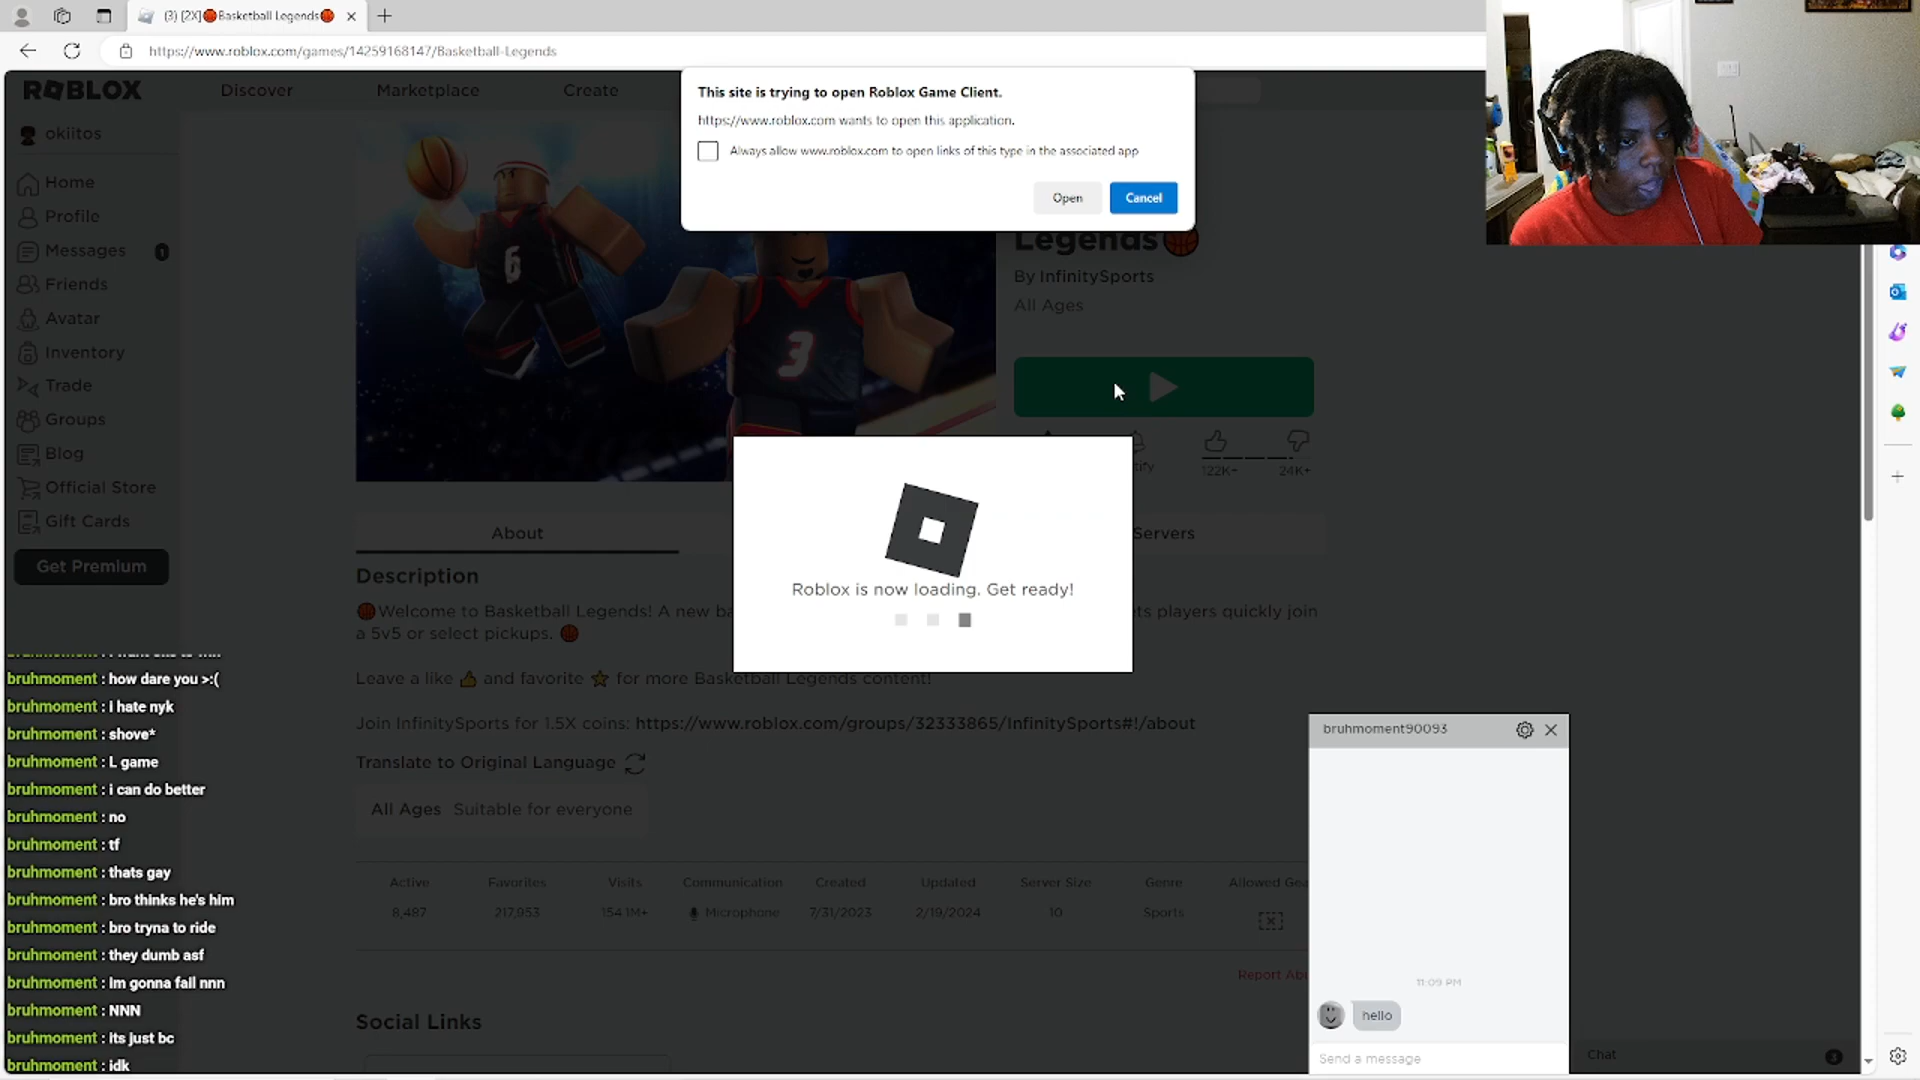 (3) [2X]🏀Basketball Legends🏀
https://www.roblox.com/games/14259168147/Basketball-Legends
ROBLOX
Discover
Marketplace
Create
This site is trying to open Roblox Game Client.
https://www.roblox.com wants to open this application.
Always allow www.roblox.com to open links of this type in the associated app
Open
Cancel
okiitos
Home
Profile
Messages
1
Friends
Avatar
Inventory
Trade
Groups
Blog
Official Store
Gift Cards
Get Premium
6
3
Legends🏀
By InfinitySports
All Ages
122K+
24K+
Roblox is now loading. Get ready!
About
Servers
Description
🏀Welcome to Basketball Legends! A new ba
ets players quickly join
a 5v5 or select pickups. 🏀
Leave a like 👍 and favorite ⭐ for more Basketball Legends content!
Join InfinitySports for 1.5X coins: https://www.roblox.com/groups/32333865/InfinitySports#!/about
Translate to Original Language
All Ages Suitable for everyone
Active Favorites Visits Communication Created Updated Server Size Genre Allowed Gea
8,487 217,953 154.1M+ Microphone 7/31/2023 2/19/2024 10 Sports
Report Abu
Social Links
bruhmoment : how dare you >:(
bruhmoment : i hate nyk
bruhmoment : shove*
bruhmoment : L game
bruhmoment : i can do better
bruhmoment : no
bruhmoment : tf
bruhmoment : thats gay
bruhmoment : bro thinks he's him
bruhmoment : bro tryna to ride
bruhmoment : they dumb asf
bruhmoment : Im gonna fail nnn
bruhmoment : NNN
bruhmoment : its just bc
bruhmoment : idk
bruhmoment90093
11:09 PM
hello
Send a message
Chat
3